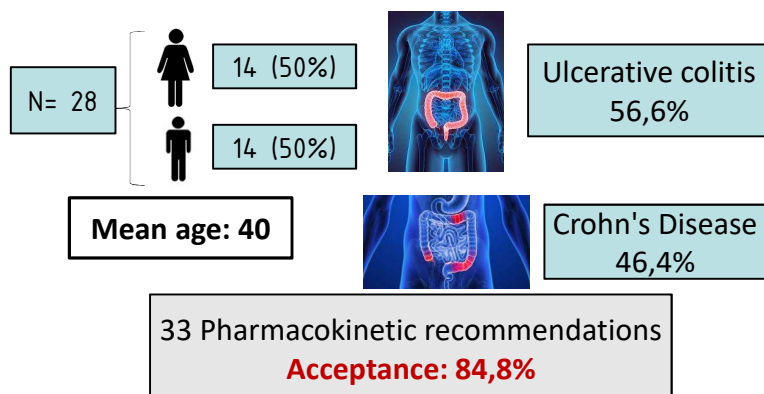 N= 28
14 (50%)
14 (50%)
Mean age: 40
Ulcerative colitis
56,6%
Crohn's Disease
46,4%
33 Pharmacokinetic recommendations
Acceptance: 84,8%